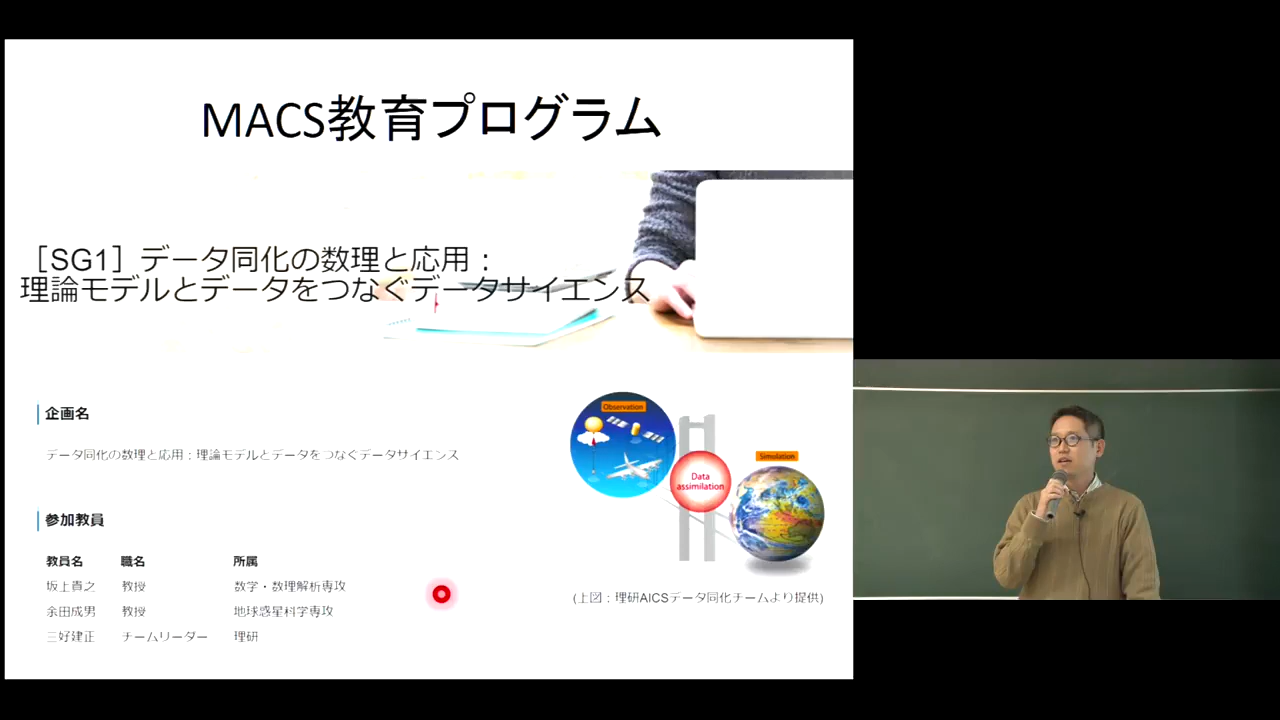 MACS教育プログラム
［SG1］データ同化の数理と応用：
理論モデルとデータをつなぐデータサイエンス
企画名
データ同化の数理と応用：理論モデルとデータをつなぐデータサイエンス
Observation
Data
assimilation
Simulation
(上図：理研AICSデータ同化チームより提供)
参加教員
教員名 職名 所属
坂上貴之 教授 数学・数理解析専攻
余田成男 教授 地球惑星科学専攻
三好建正 チームリーダー 理研